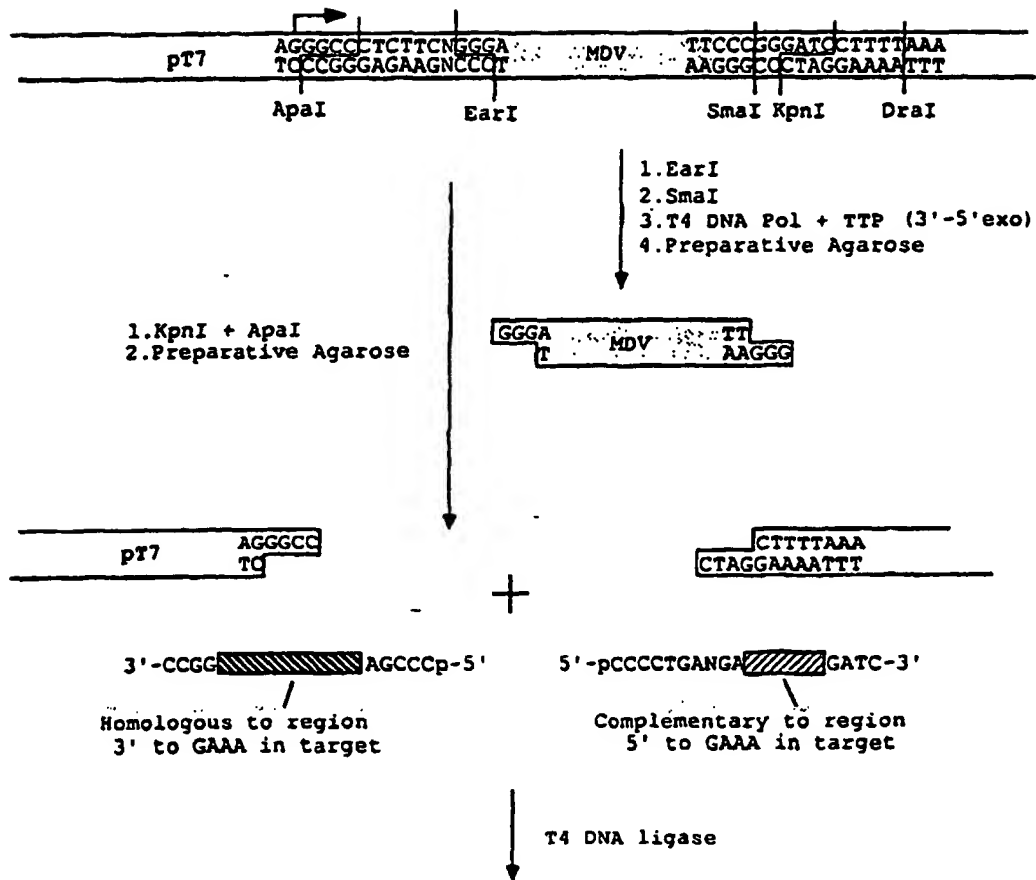 AGGGCCCTCTTCNGGGA MDV TTCCCGGGATCCTTTTAAA
pT7
TCCCGGGAGAAGNCCCT AAGGGCCCTAGGAAAATTT
ApaI EarI SmaI KpnI DraI
1.EarI
2.SmaI
3.T4 DNA Pol + TTP (3'-5'exo)
4.Preparative Agarose
1.KpnI + ApaI
2.Preparative Agarose
GGGA MDV TT
T AAGGG
pT7 AGGGCC CTTTTAAA
TC CTAGGAAAATTT
+
3'-CCGG AGCCCp-5' 5'-pCCCCTGANGA GATC-3'
Homologous to region Complementary to region
3' to GAAA in target 5' to GAAA in target
T4 DNA ligase